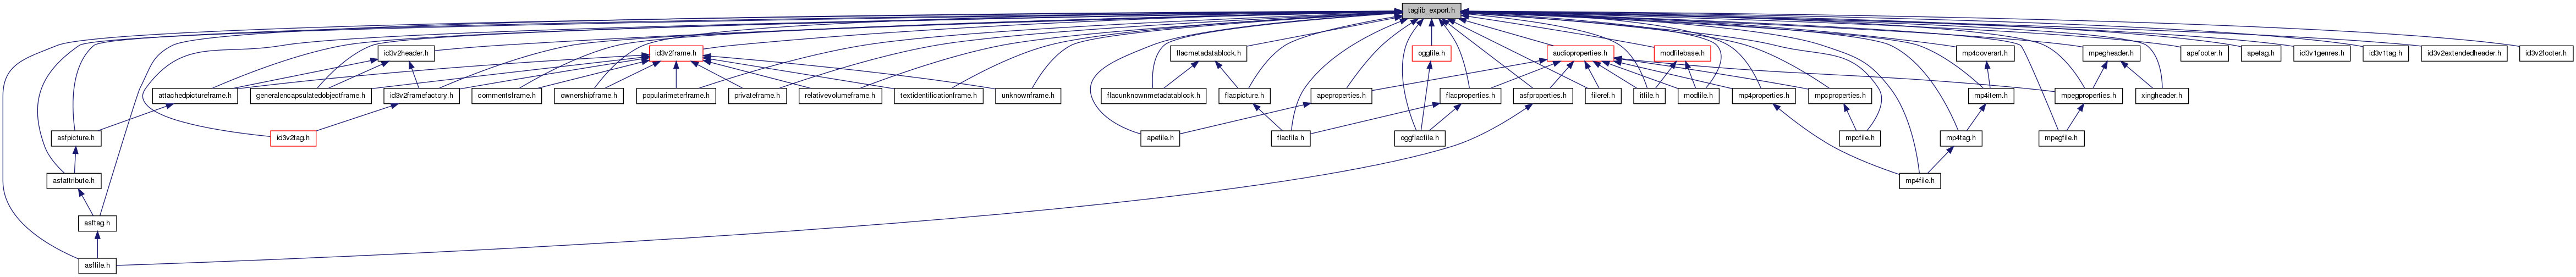 taglib_export.h
id3v2header.h
id3v2frame.h
flacmetadatablock.h
oggfile.h
audioproperties.h
modfilebase.h
mp4coverart.h
mpegheader.h
apefooter.h
apetag.h
id3v1genres.h
id3v1tag.h
id3v2extendedheader.h
id3v2footer.h
attachedpictureframe.h
generalencapsulatedobjectframe.h
id3v2framefactory.h
commentsframe.h
ownershipframe.h
popularimeterframe.h
privateframe.h
relativevolumeframe.h
textidentificationframe.h
unknownframe.h
flacunknownmetadatablock.h
flacpicture.h
apeproperties.h
flacproperties.h
asfproperties.h
fileref.h
itfile.h
modfile.h
mp4properties.h
mpcproperties.h
mp4item.h
mpegproperties.h
xingheader.h
asfpicture.h
id3v2tag.h
apefile.h
flacfile.h
oggflacfile.h
mpcfile.h
mp4tag.h
mpegfile.h
asfattribute.h
mp4file.h
asftag.h
asffile.h